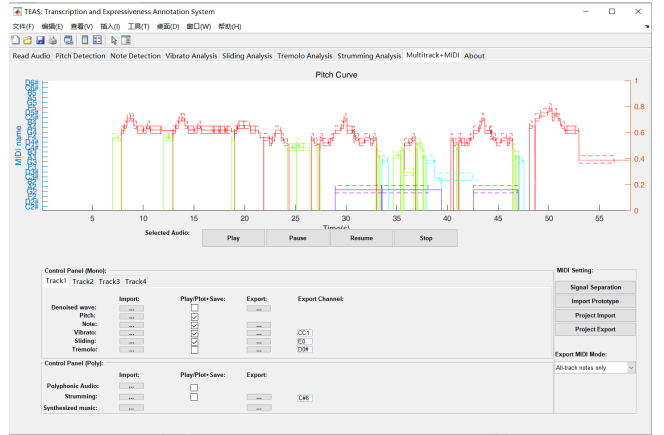 TEAS: Transcription and Expressiveness Annotation System
文件(F) 编辑(E) 查看(V) 插入(I) 工具(T) 桌面(D) 窗口(W) 帮助(H)
Read Audio Pitch Detection Note Detection Vibrato Analysis Sliding Analysis Tremolo Analysis Strumming Analysis Multitrack+MIDI About
Pitch Curve
MIDI name
1
0.8
0.6
0.4
0.2
0
5 10 15 20 25 30 35 40 45 50 55
Time(s)
Selected Audio: Play Pause Resume Stop
Control Panel (Mono): MIDI Setting:
Track1 Track2 Track3 Track4
Signal Separation
Import: Play/Plot+Save: Export: Export Channel: Import Prototype
Denoised wave: ... ...
Project Import
Pitch: ...
Note: ... ... Project Export
Vibrato: ... ... CC1
Sliding: ... ... E0
Tremolo: ... ... D0#
Export MIDI Mode:
Control Panel (Poly):
All-track notes only
Import: Play/Plot+Save: Export:
Polyphonic Audio: ...
Strumming: ... ... C#6
Synthesized music: ... ...